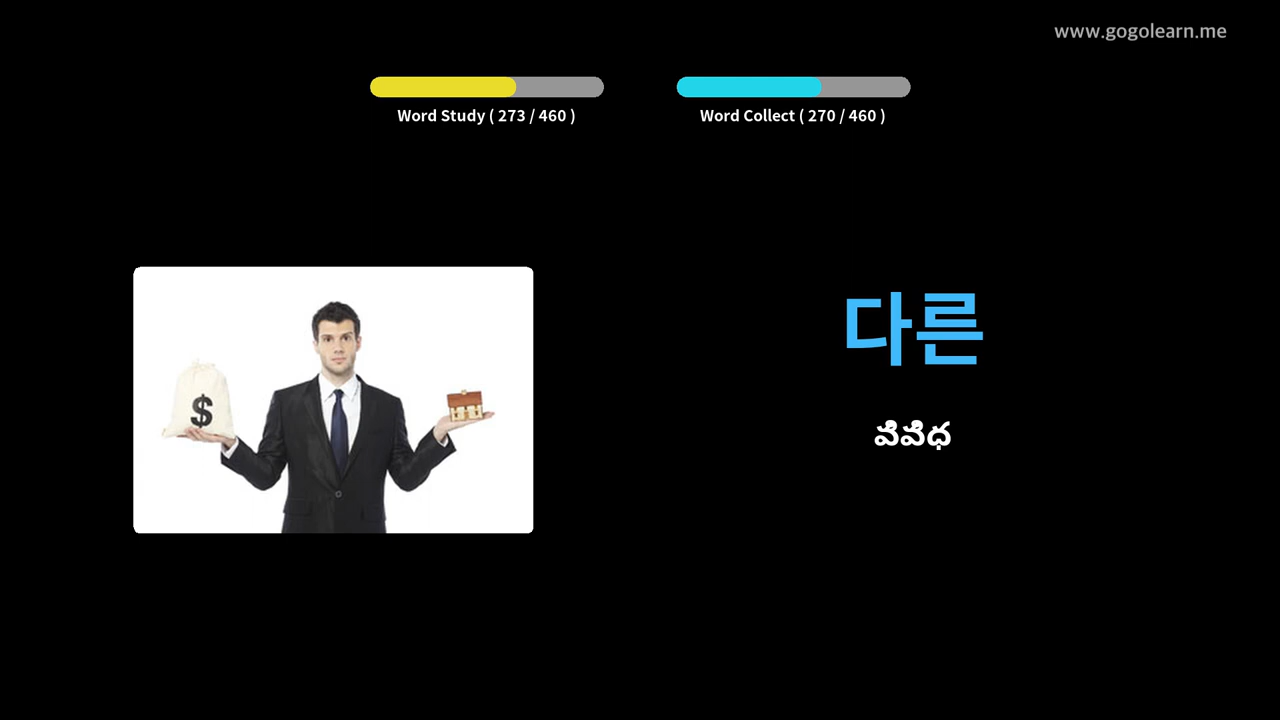 www.gogolearn.me
Word Study ( 273 / 460 )
Word Collect ( 270 / 460 )
$
다른
వివిధ